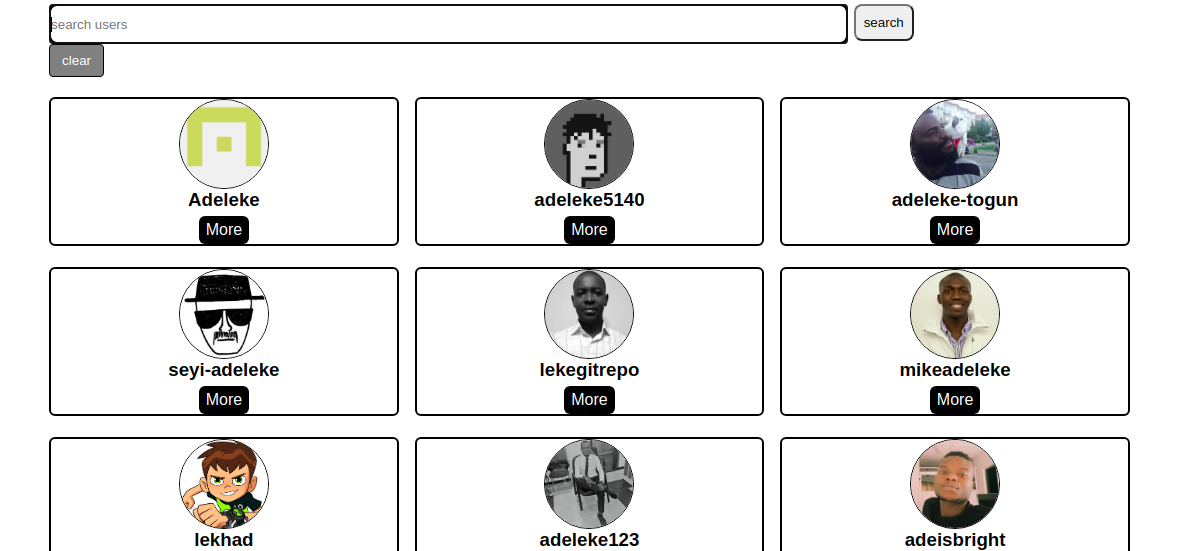 search users
search
clear
Adeleke
adeleke5140
adeleke-togun
More
More
More
seyi-adeleke
lekegitrepo
mikeadeleke
More
More
More
lekhad
adeleke123
adeisbright